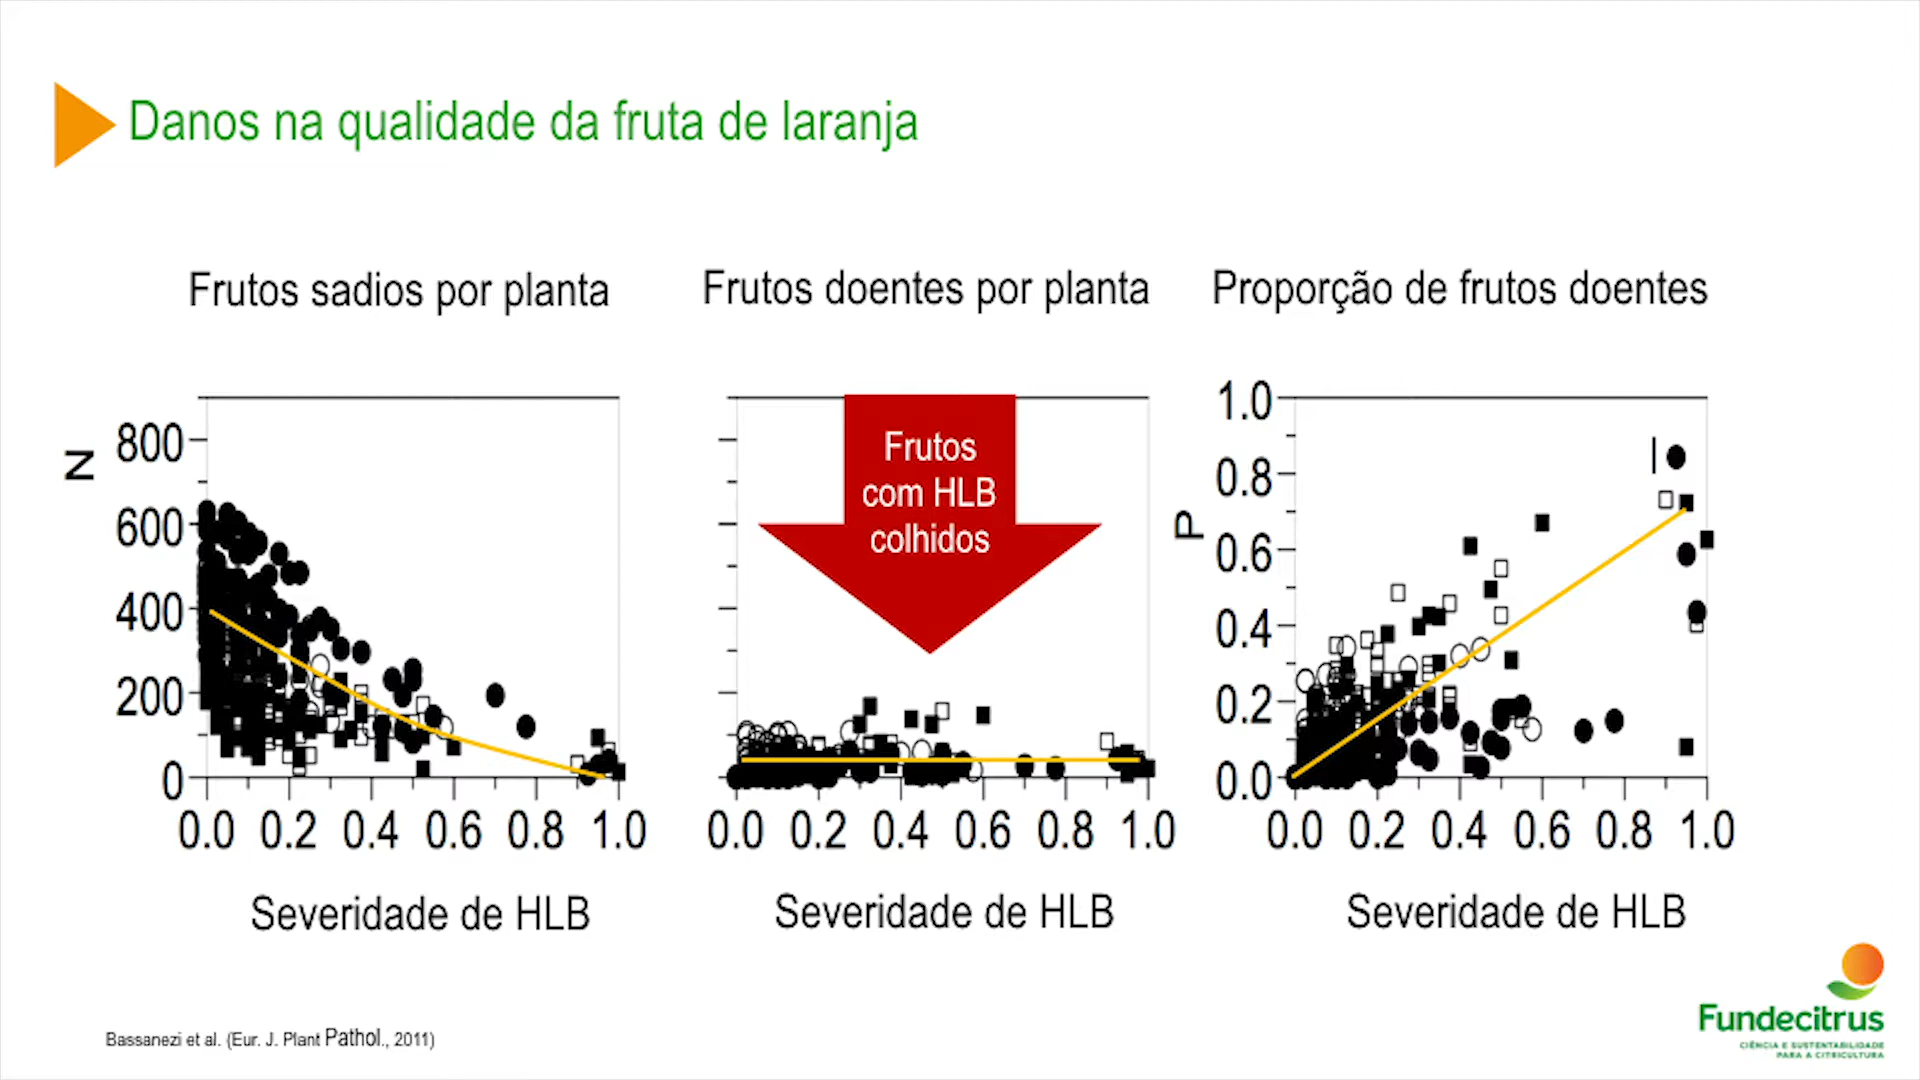 Danos na qualidade da fruta de laranja
Frutos sadios por planta
Frutos doentes por planta
Proporção de frutos doentes
N
800
600
400
200
0
0.0 0.2 0.4 0.6 0.8 1.0
Severidade de HLB
Frutos
com HLB
colhidos
0.0 0.2 0.4 0.6 0.8 1.0
Severidade de HLB
P
1.0
0.8
0.6
0.4
0.2
0.0
0.0 0.2 0.4 0.6 0.8 1.0
Severidade de HLB
Bassanezi et al. (Eur. J. Plant Pathol., 2011)
Fundecitrus
CIÊNCIA E SUSTENTABILIDADE
PARA A CITRICULTURA